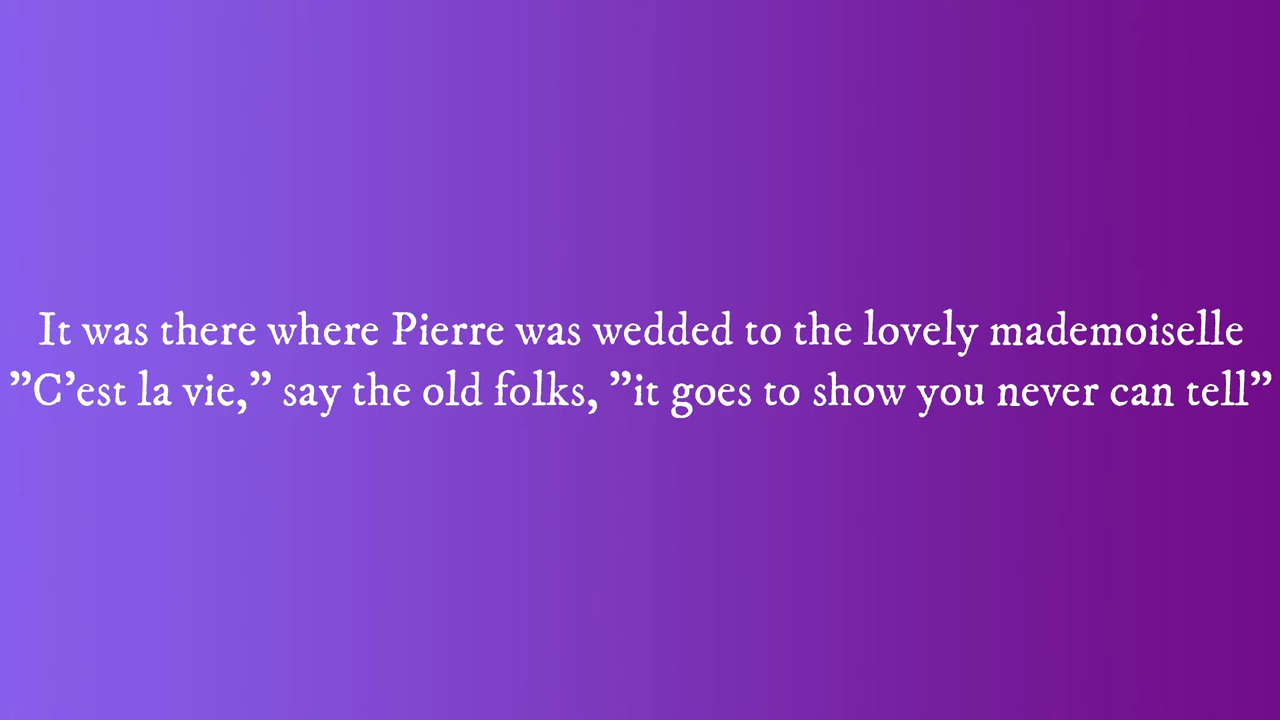 It was there where Pierre was wedded to the lovely mademoiselle
”C’est la vie,” say the old folks, ”it goes to show you never can tell”